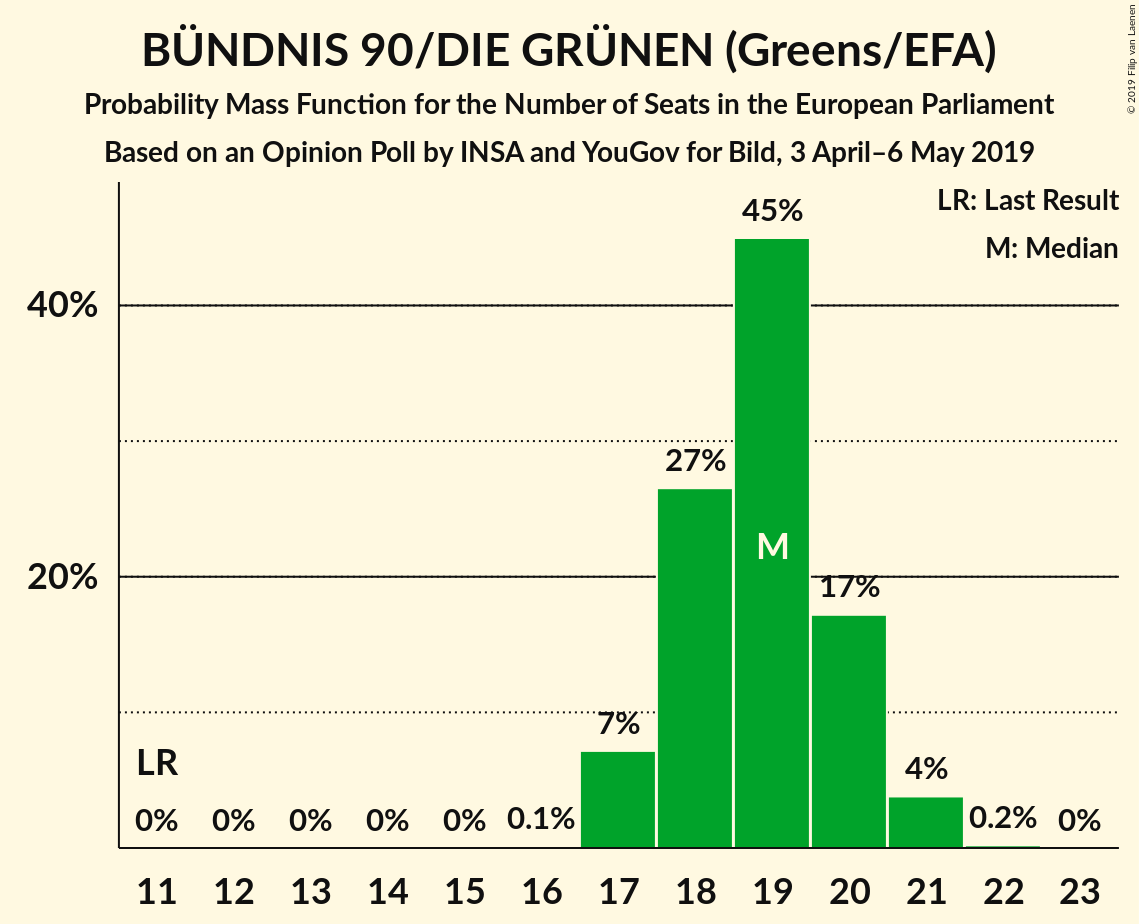 BÜNDNIS 90/DIE GRÜNEN (Greens/EFA)
Probability Mass Function for the Number of Seats in the European Parliament
Based on an Opinion Poll by INSA and YouGov for Bild, 3 April–6 May 2019
© 2019 Filip van Laenen
LR: Last Result
M: Median
45%
40%
27%
M
20%
17%
7%
LR
4%
0% 0% 0% 0% 0% 0.1% 0.2% 0%
11 12 13 14 15 16 17 18 19 20 21 22 23